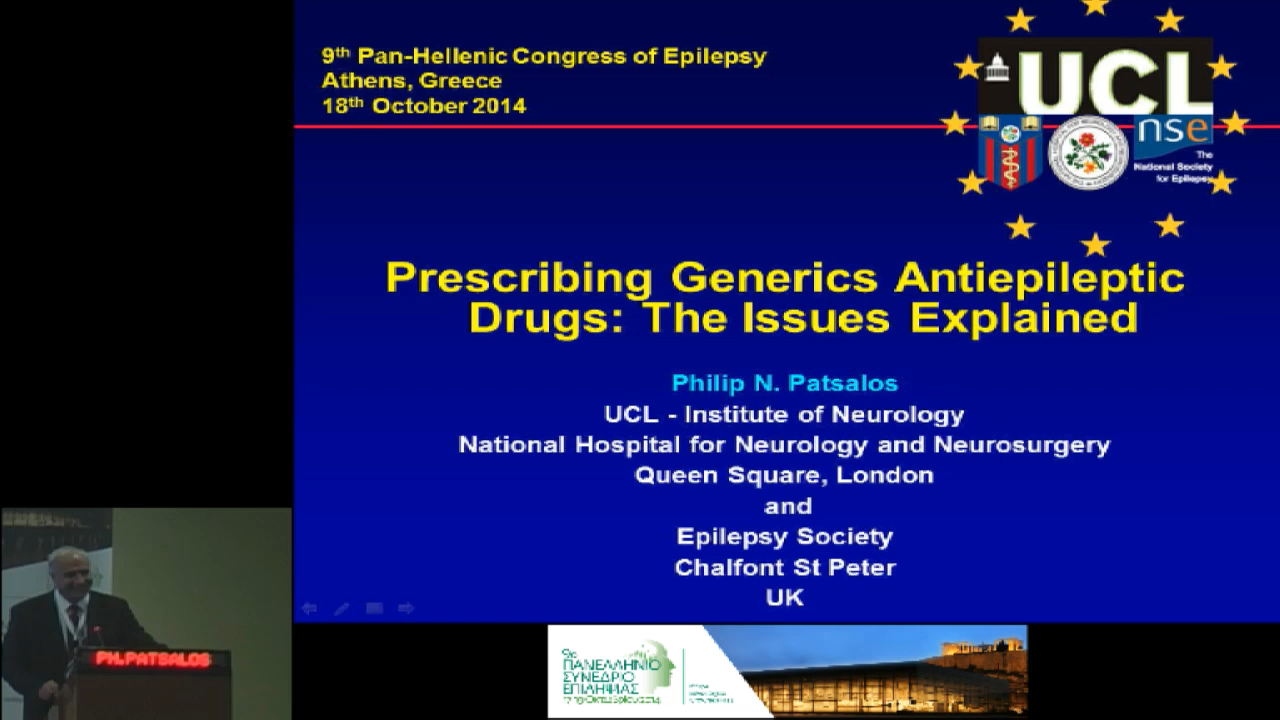 9th Pan-Hellenic Congress of Epilepsy
Athens, Greece
18th October 2014
UCL
nse
The
National Society
for Epilepsy
Prescribing Generics Antiepileptic
Drugs: The Issues Explained
Philip N. Patsalos
UCL - Institute of Neurology
National Hospital for Neurology and Neurosurgery
Queen Square, London
and
Epilepsy Society
Chalfont St Peter
UK
PH.PATSALOS
9ο
ΠΑΝΕΛΛΗΝΙΟ
ΣΥΝΕΔΡΙΟ
ΕΠΙΛΗΨΙΑΣ